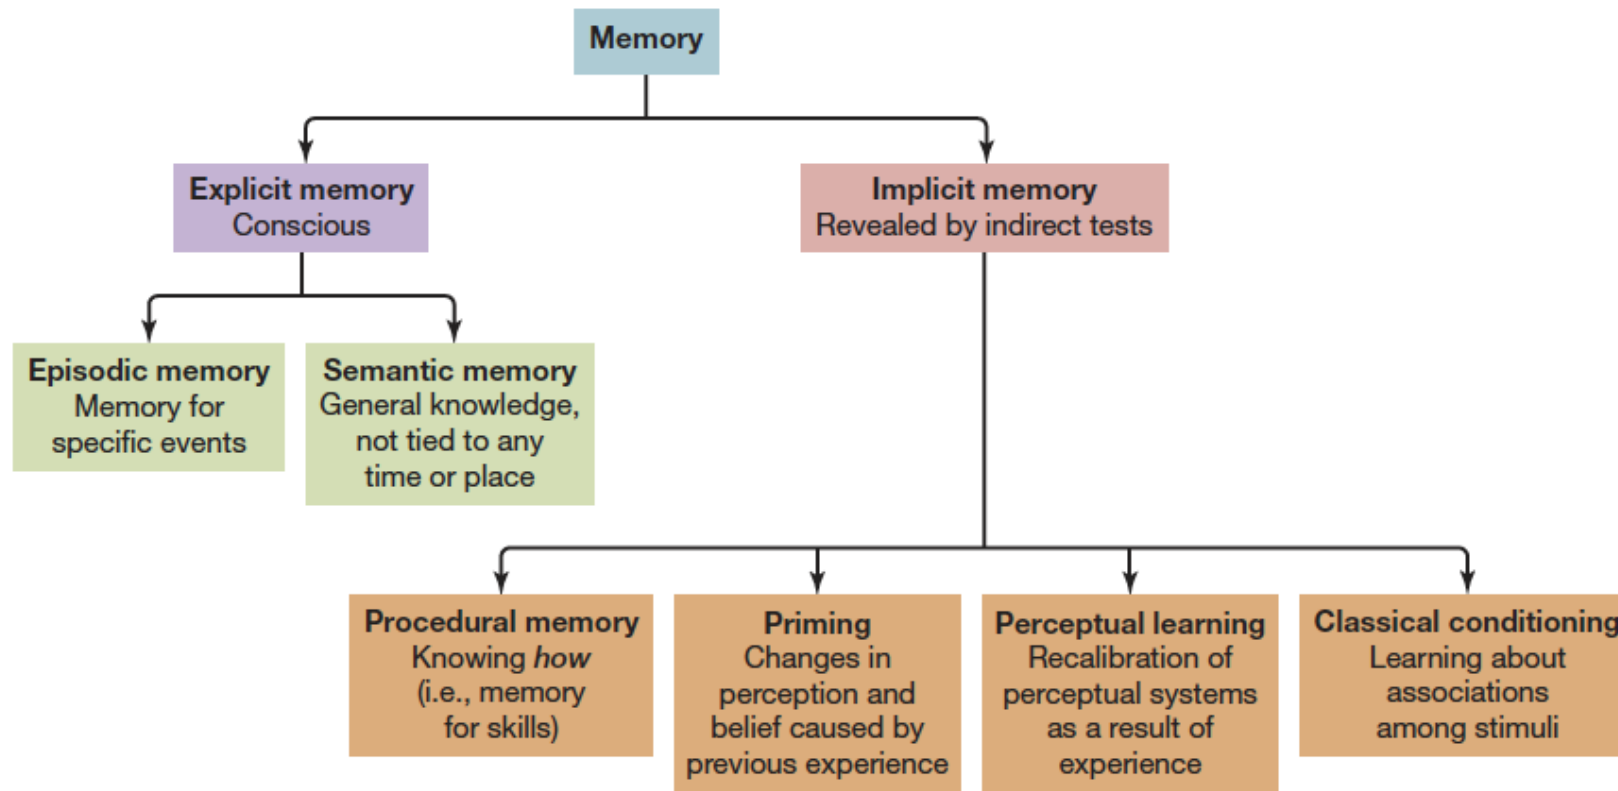 Memory
Explicit memory
Conscious
Implicit memory
Revealed by indirect tests
Episodic memory
Memory for
specific events
Semantic memory
General knowledge,
not tied to any
time or place
Procedural memory
Knowing how
(i.e., memory
for skills)
Priming
Changes in
perception and
belief caused by
previous experience
Perceptual learning
Recalibration of
perceptual systems
as a result of
experience
Classical conditioning
Learning about
associations
among stimuli